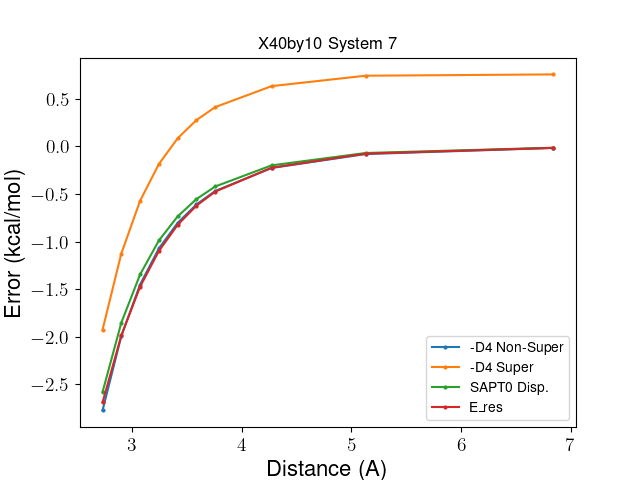 X40by10 System 7
Error (kcal/mol)
0.5
0.0
−0.5
−1.0
−1.5
−2.0
−2.5
-D4 Non-Super
-D4 Super
SAPT0 Disp.
E_res
3
4
5
6
7
Distance (A)